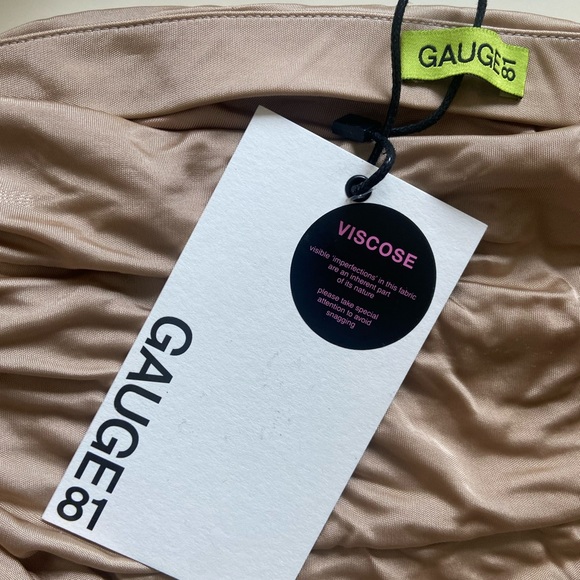 GAUGE81
VISCOSE
visible 'imperfections' in this fabric
are an inherent part
of its nature
please take special
attention to avoid
snagging
GAUGE81